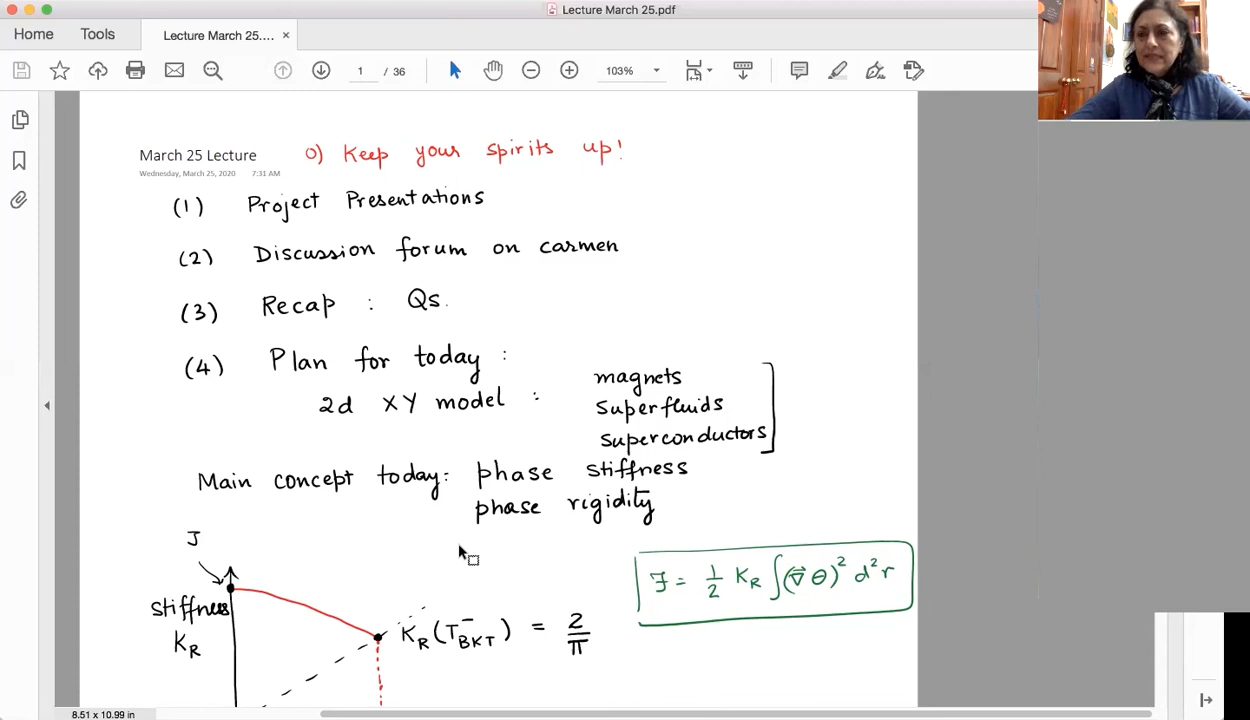 Lecture March 25.pdf
Home Tools Lecture March 25.... ×
1 / 36 103%
March 25 Lecture
Wednesday, March 25, 2020 7:31 AM
0) Keep your spirits up!
(1) Project Presentations
(2) Discussion forum on carmen
(3) Recap : Qs.
(4) Plan for today :
2d XY model : magnets
superfluids
superconductors
Main concept today: phase stiffness
phase rigidity
J
F = 1/2 K_R ∫(∇⃗θ)² d²r
stiffness
K_R
K_R(T⁻_BKT) = 2/π
8.51 x 10.99 in